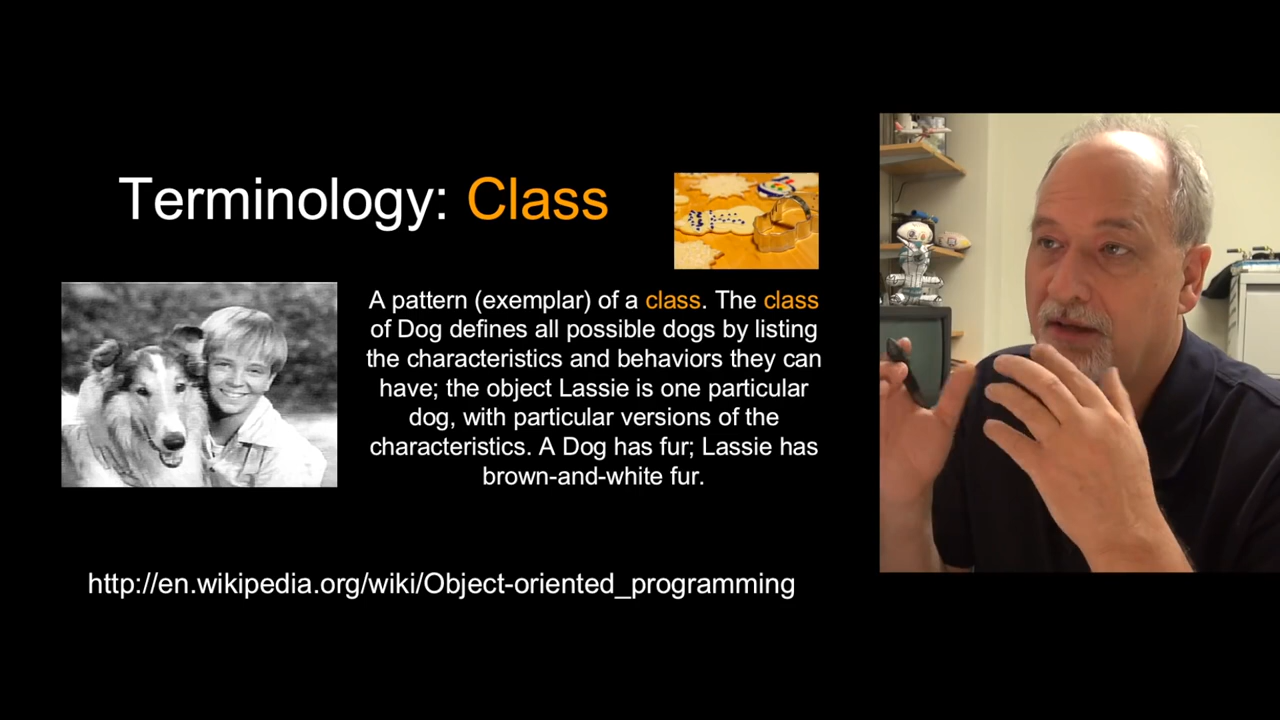 Terminology: Class
A pattern (exemplar) of a class. The class
of Dog defines all possible dogs by listing
the characteristics and behaviors they can
have; the object Lassie is one particular
dog, with particular versions of the
characteristics. A Dog has fur; Lassie has
brown-and-white fur.
http://en.wikipedia.org/wiki/Object-oriented_programming